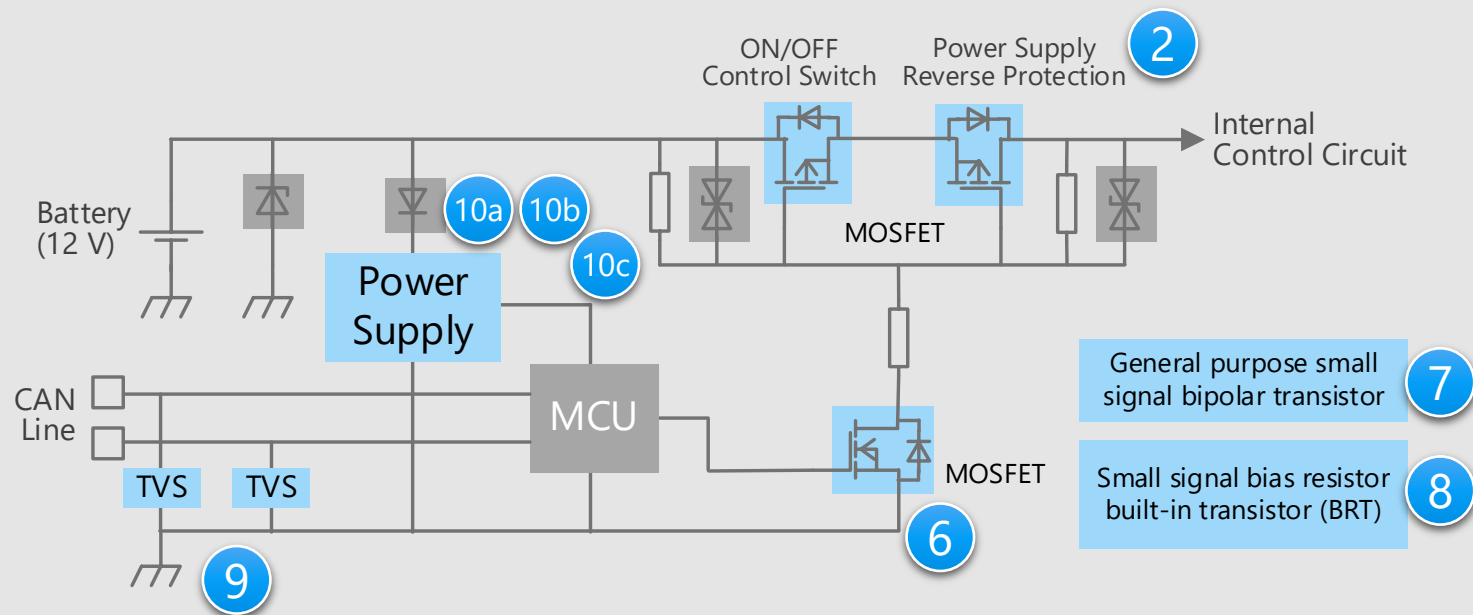 ON/OFF
Control Switch
Power Supply
Reverse Protection
2
Internal
Control Circuit
Battery
(12 V)
10a
10b
10c
MOSFET
Power
Supply
CAN
Line
MCU
TVS
TVS
MOSFET
6
9
General purpose small
signal bipolar transistor
7
Small signal bias resistor
built-in transistor (BRT)
8